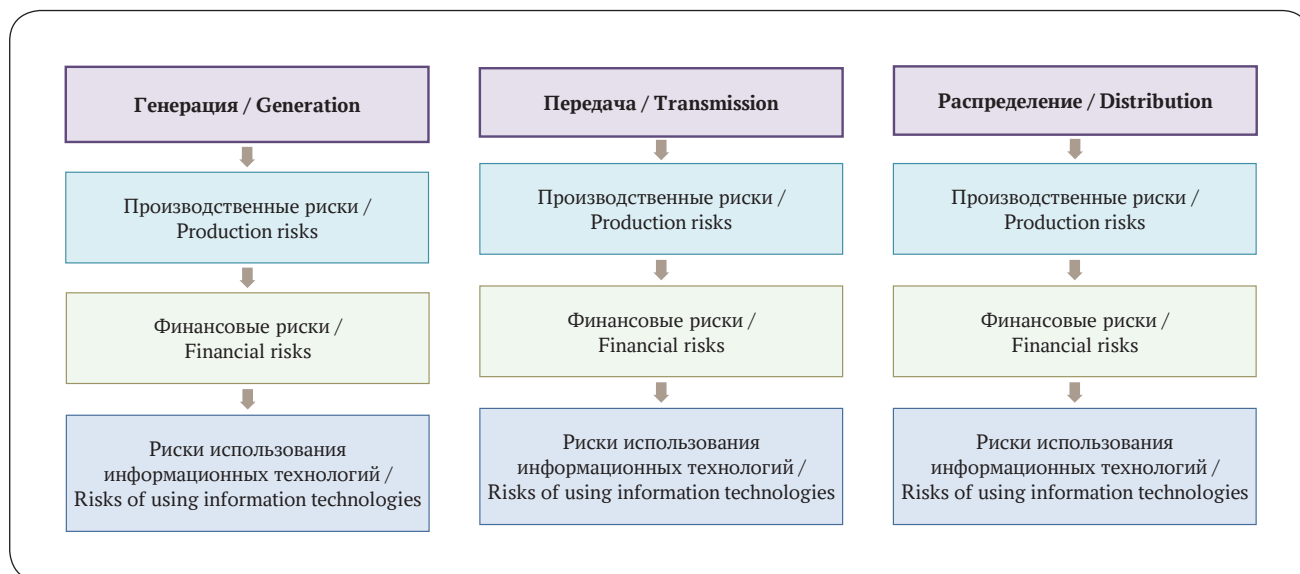 Генерация / Generation
Производственные риски /
Production risks
Финансовые риски /
Financial risks
Риски использования
информационных технологий /
Risks of using information technologies
Передача / Transmission
Производственные риски /
Production risks
Финансовые риски /
Financial risks
Риски использования
информационных технологий /
Risks of using information technologies
Распределение / Distribution
Производственные риски /
Production risks
Финансовые риски /
Financial risks
Риски использования
информационных технологий /
Risks of using information technologies